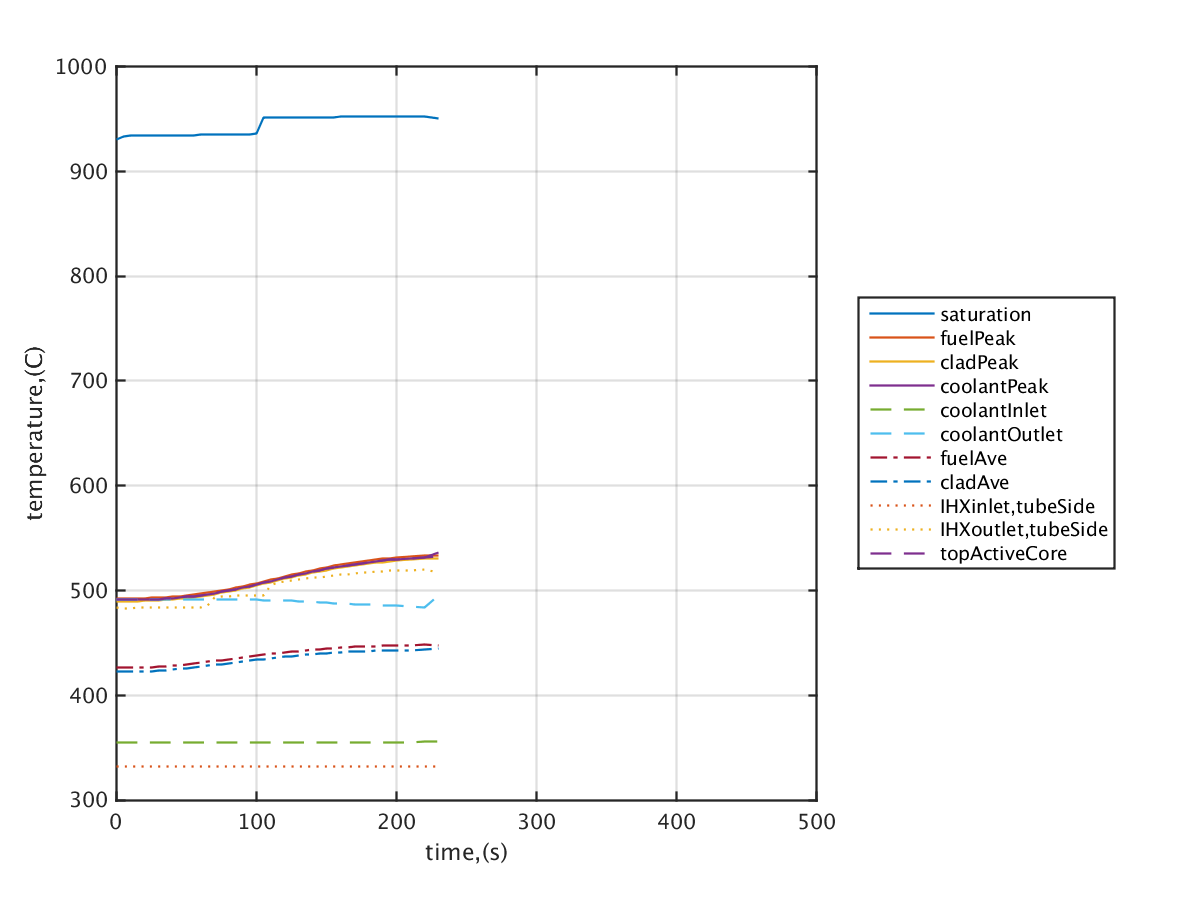 1000
900
800
700
600
500
400
300
temperature,(C)
0 100 200 300 400 500
time,(s)
saturation
fuelPeak
cladPeak
coolantPeak
coolantInlet
coolantOutlet
fuelAve
cladAve
IHXinlet,tubeSide
IHXoutlet,tubeSide
topActiveCore